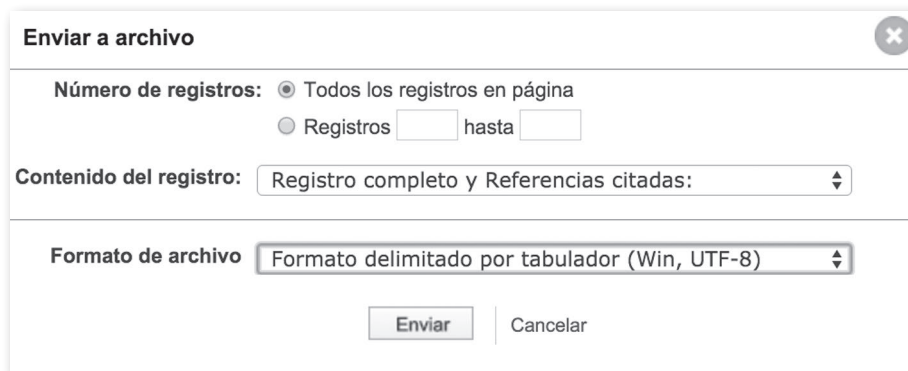 Enviar a archivo
Número de registros: Todos los registros en página
Registros hasta
Contenido del registro: Registro completo y Referencias citadas:
Formato de archivo Formato delimitado por tabulador (Win, UTF-8)
Enviar Cancelar